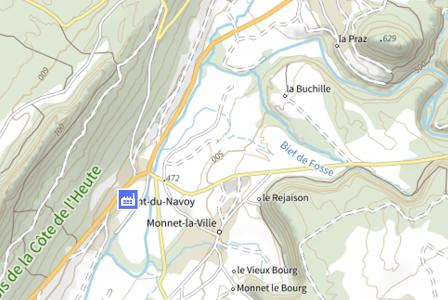 la Praz
629
500
600
la Buchille
700
500
Bief de Fosse
472
nt-du-Navoy
le Rejaison
Monnet-la-Ville
s de la Côte de l'Heute
le Vieux Bourg
Monnet le Bourg